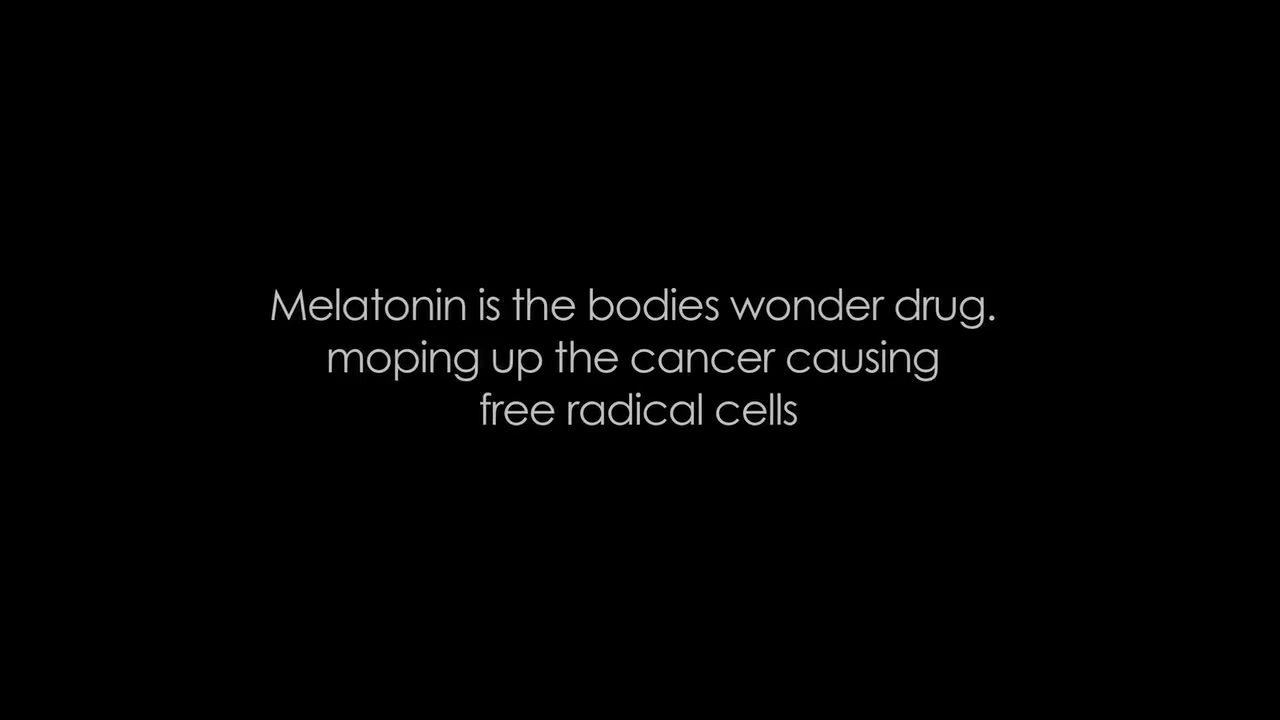 Melatonin is the bodies wonder drug.
moping up the cancer causing
free radical cells